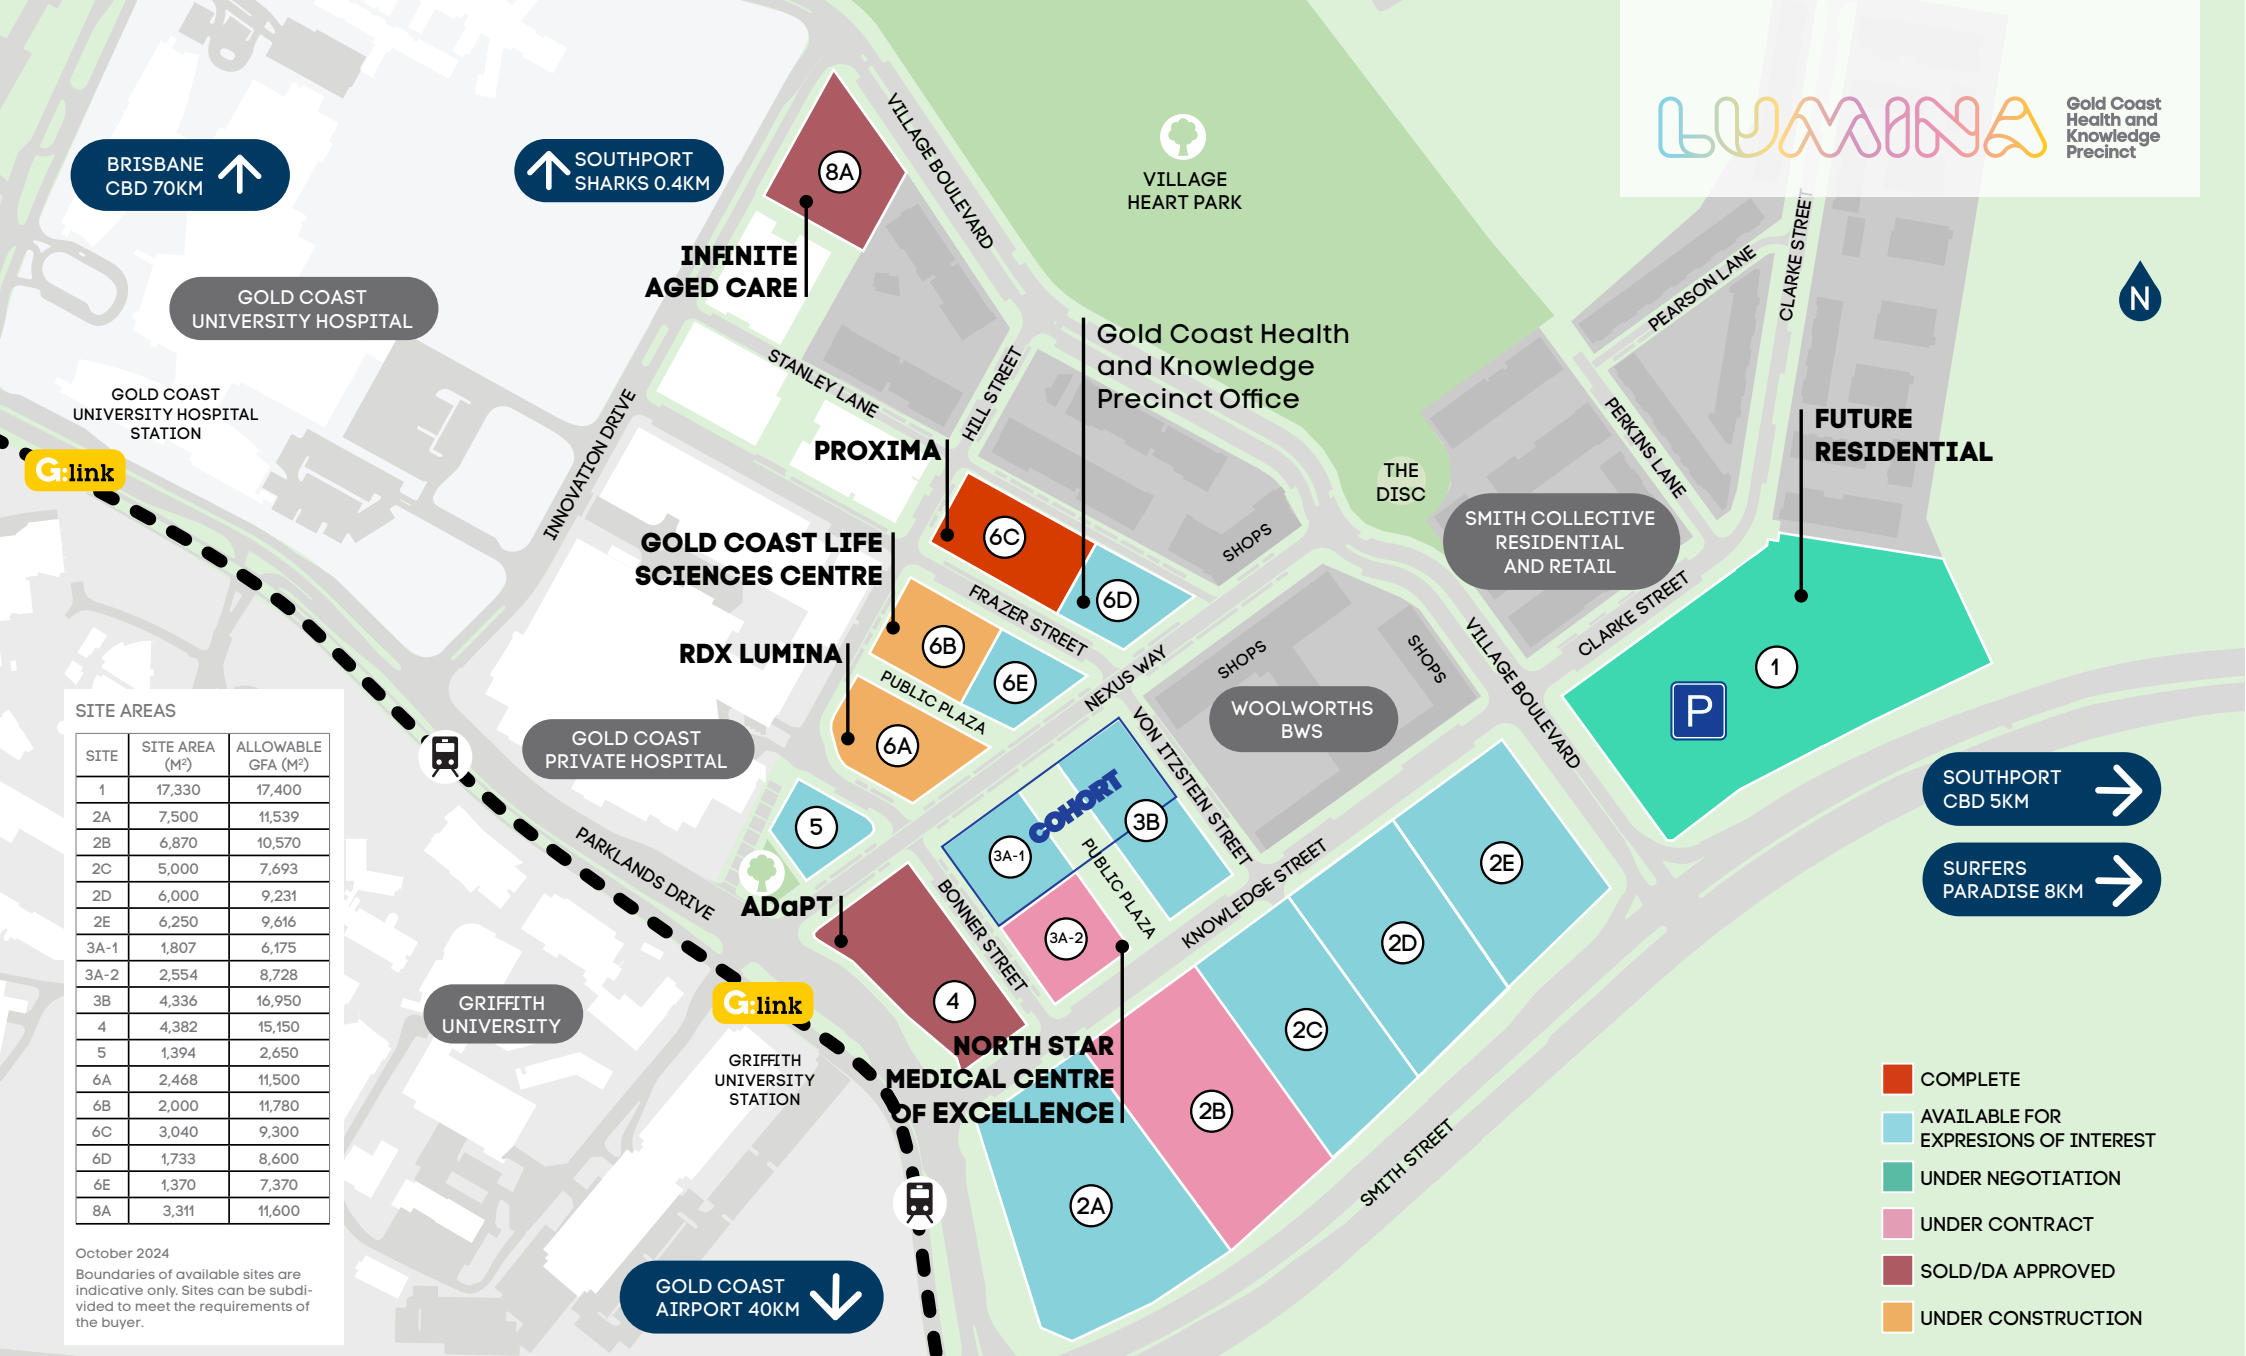 LUMINA
Gold Coast
Health and
Knowledge
Precinct
BRISBANE
CBD 70KM
SOUTHPORT
SHARKS 0.4KM
8A
VILLAGE BOULEVARD
VILLAGE
HEART PARK
CLARKE STREET
PEARSON LANE
N
INFINITE
AGED CARE
GOLD COAST
UNIVERSITY HOSPITAL
Gold Coast Health
and Knowledge
Precinct Office
STANLEY LANE
HILL STREET
INNOVATION DRIVE
GOLD COAST
UNIVERSITY HOSPITAL
STATION
G:link
PROXIMA
THE
DISC
PERKINS LANE
FUTURE
RESIDENTIAL
SMITH COLLECTIVE
RESIDENTIAL
AND RETAIL
SHOPS
6C
GOLD COAST LIFE
SCIENCES CENTRE
6D
FRAZER STREET
CLARKE STREET
6B
RDX LUMINA
6E
PUBLIC PLAZA
NEXUS WAY
SHOPS
SHOPS
VILLAGE BOULEVARD
1
P
WOOLWORTHS
BWS
VON ITZSTEIN STREET
6A
GOLD COAST
PRIVATE HOSPITAL
COHORT
3B
3A-1
5
PUBLIC PLAZA
KNOWLEDGE STREET
PARKLANDS DRIVE
ADaPT
BONNER STREET
3A-2
2E
2D
2C
2B
2A
4
SOUTHPORT
CBD 5KM
SURFERS
PARADISE 8KM
GRIFFITH
UNIVERSITY
G:link
GRIFFITH
UNIVERSITY
STATION
NORTH STAR
MEDICAL CENTRE
OF EXCELLENCE
SMITH STREET
GOLD COAST
AIRPORT 40KM
SITE AREAS
SITE SITE AREA (M²) ALLOWABLE GFA (M²)
1 17,330 17,400
2A 7,500 11,539
2B 6,870 10,570
2C 5,000 7,693
2D 6,000 9,231
2E 6,250 9,616
3A-1 1,807 6,175
3A-2 2,554 8,728
3B 4,336 16,950
4 4,382 15,150
5 1,394 2,650
6A 2,468 11,500
6B 2,000 11,780
6C 3,040 9,300
6D 1,733 8,600
6E 1,370 7,370
8A 3,311 11,600
October 2024
Boundaries of available sites are
indicative only. Sites can be subdi-
vided to meet the requirements of
the buyer.
COMPLETE
AVAILABLE FOR
EXPRESIONS OF INTEREST
UNDER NEGOTIATION
UNDER CONTRACT
SOLD/DA APPROVED
UNDER CONSTRUCTION